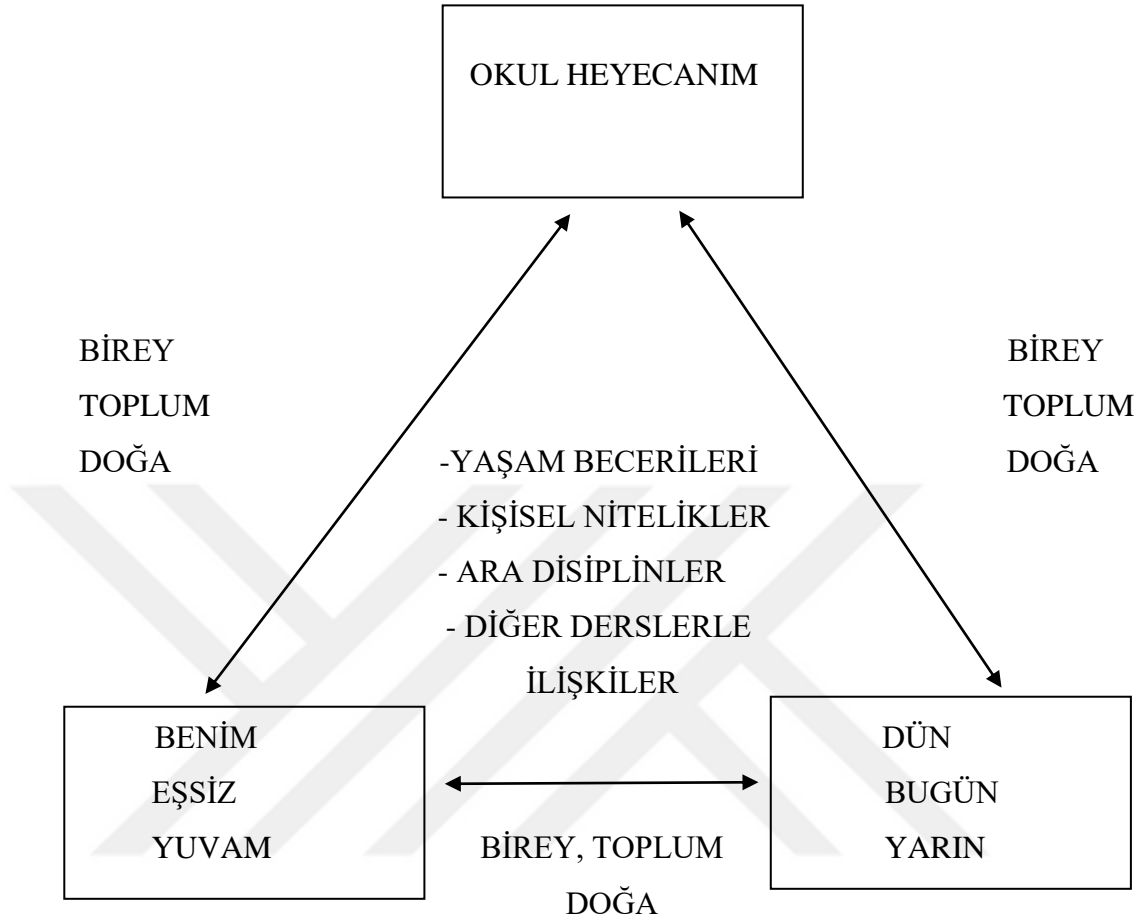 OKUL HEYECANIM
BİREY
TOPLUM
DOĞA
BİREY
TOPLUM
DOĞA
-YAŞAM BECERİLERİ
- KİŞİSEL NİTELİKLER
- ARA DİSİPLİNLER
- DİĞER DERSLERLE
İLİŞKİLER
BENİM
EŞSİZ
YUVAM
BİREY, TOPLUM
DOĞA
DÜN
BUGÜN
YARIN